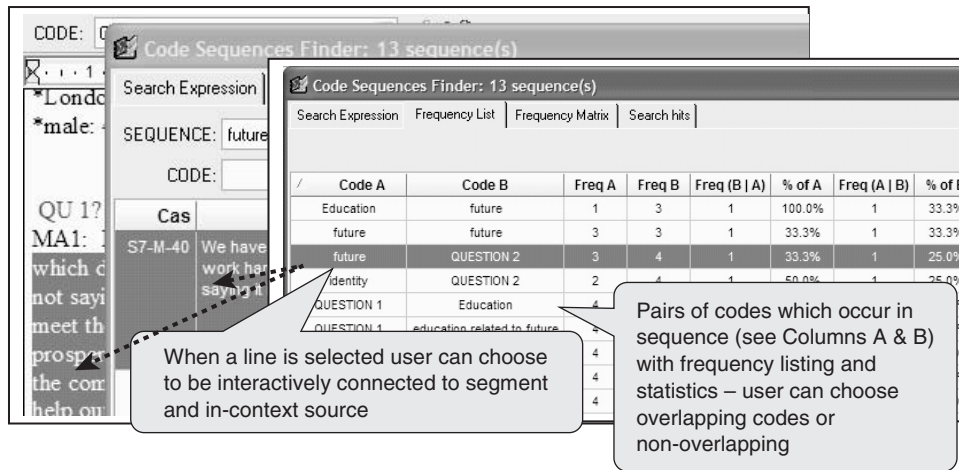 CODE:
*Londo
*male:
QU 1?
MA1:
which d
not sayi
meet th
prosper
the com
help ou
Code Sequences Finder: 13 sequence(s)
Search Expression
SEQUENCE: future
CODE:
Cas
S7-M-40 We have
work har
saying it
Code Sequences Finder: 13 sequence(s)
Search Expression Frequency List Frequency Matrix Search hits
/ Code A Code B Freq A Freq B Freq (B | A) % of A Freq (A | B) % of B
Education future 1 3 1 100.0% 1 33.3%
future future 3 3 1 33.3% 1 33.3%
future QUESTION 2 3 4 1 33.3% 1 25.0%
identity QUESTION 2 2 4 1 50.0% 1 25.0%
QUESTION 1 Education 4
QUESTION 1 education related to future 4
4
4
4
When a line is selected user can choose
to be interactively connected to segment
and in-context source
Pairs of codes which occur in
sequence (see Columns A & B)
with frequency listing and
statistics – user can choose
overlapping codes or
non-overlapping